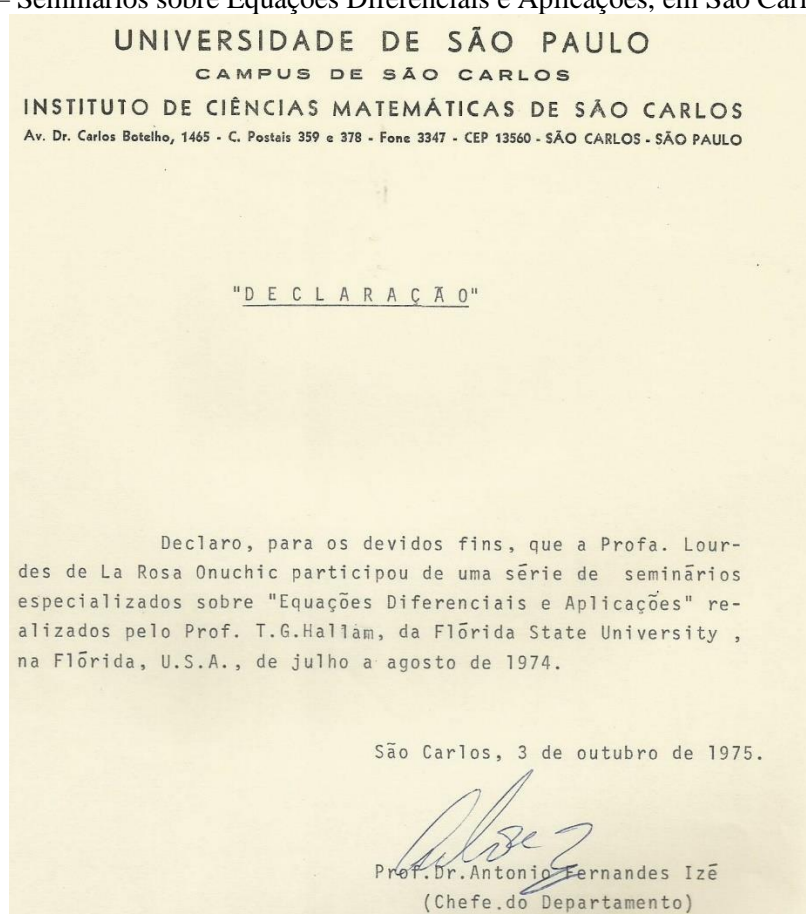 – Seminários sobre Equações Diferenciais e Aplicações, em São Carl
UNIVERSIDADE DE SÃO PAULO
CAMPUS DE SÃO CARLOS
INSTITUTO DE CIÊNCIAS MATEMÁTICAS DE SÃO CARLOS
Av. Dr. Carlos Botelho, 1465 - C. Postais 359 e 378 - Fone 3347 - CEP 13560 - SÃO CARLOS - SÃO PAULO
"D E C L A R A Ç Ã O"
Declaro, para os devidos fins, que a Profa. Lour-
des de La Rosa Onuchic participou de uma série de seminários
especializados sobre "Equações Diferenciais e Aplicações" re-
alizados pelo Prof. T.G.Hallam, da Flórida State University ,
na Flórida, U.S.A., de julho a agosto de 1974.
São Carlos, 3 de outubro de 1975.
Prof.Dr.Antonio Fernandes Izé
(Chefe.do Departamento)